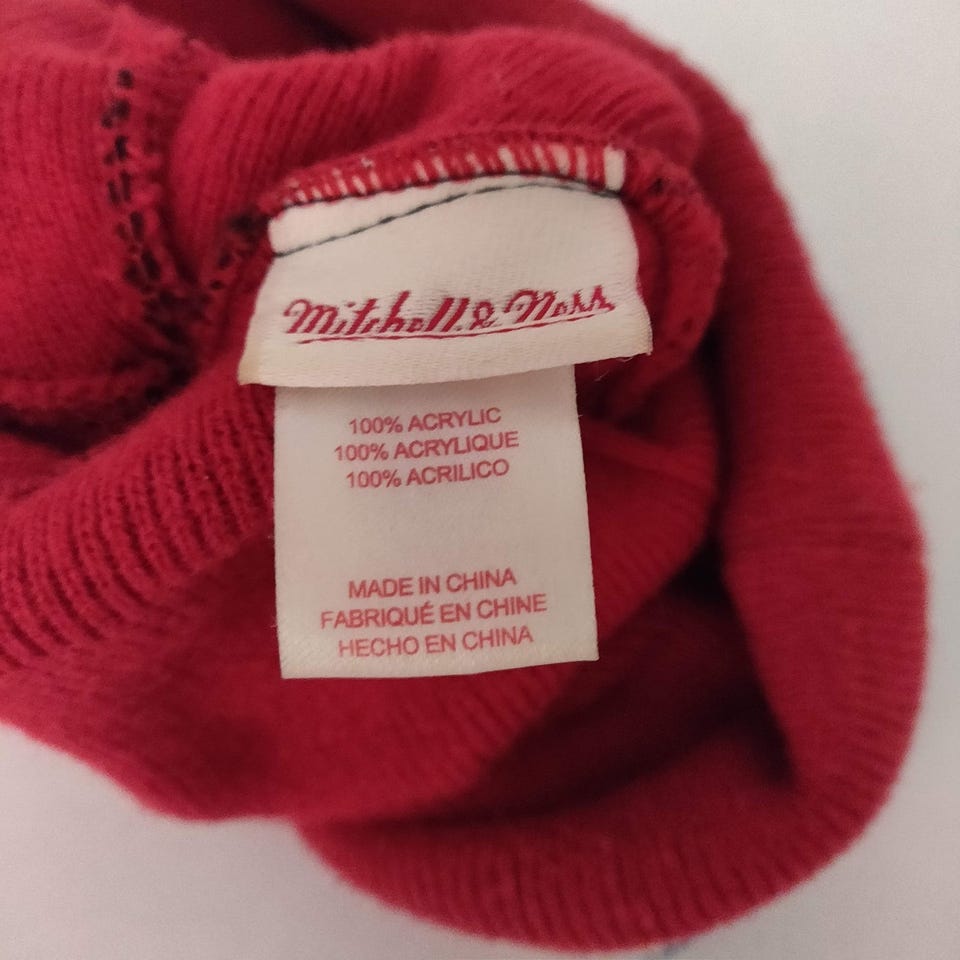 Mitchell & Ness
100% ACRYLIC
100% ACRYLIQUE
100% ACRILICO
MADE IN CHINA
FABRIQUÉ EN CHINE
HECHO EN CHINA